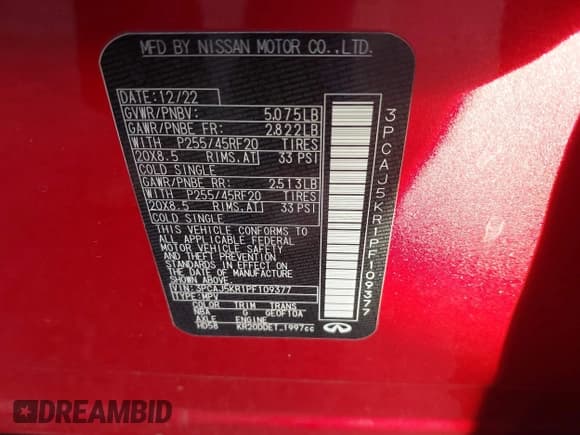 MFD BY NISSAN MOTOR CO.,LTD.
DATE:12/22
GVWR/PNBV: 5.075LB
GAWR/PNBE FR: 2.822LB
WITH P255/45RF20 TIRES
20X8.5 RIMS.AT 33 PSI
COLD SINGLE
GAWR/PNBE RR: 2.513LB
WITH P255/45RF20 TIRES
20X8.5 RIMS.AT 33 PSI
COLD SINGLE
THIS VEHICLE CONFORMS TO
ALL APPLICABLE FEDERAL
MOTOR VEHICLE SAFETY
AND THEFT PREVENTION
STANDARDS IN EFFECT
ON THE DATE OF MANUFACTURE
SHOWN ABOVE
VIN:3PCAJ5KR1PF109377
TYPE:MPV
COLOR TRIM TRANS
NBA G GE0F10A
AXLE ENGINE
HD58 KR20DDET_1997cc
3PCAJ5KR1PF109377
DREAMBID